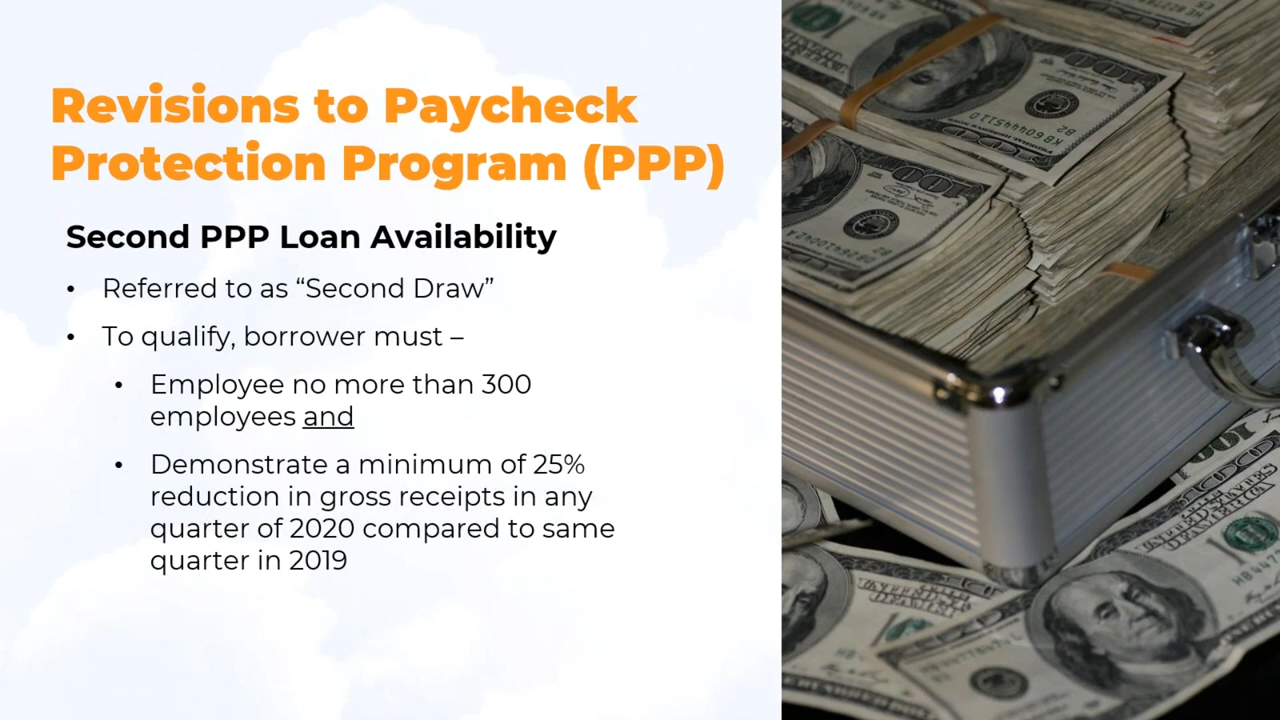 Revisions to Paycheck
Protection Program (PPP)
Second PPP Loan Availability
• Referred to as “Second Draw”
• To qualify, borrower must –
• Employee no more than 300
employees and
• Demonstrate a minimum of 25%
reduction in gross receipts in any
quarter of 2020 compared to same
quarter in 2019